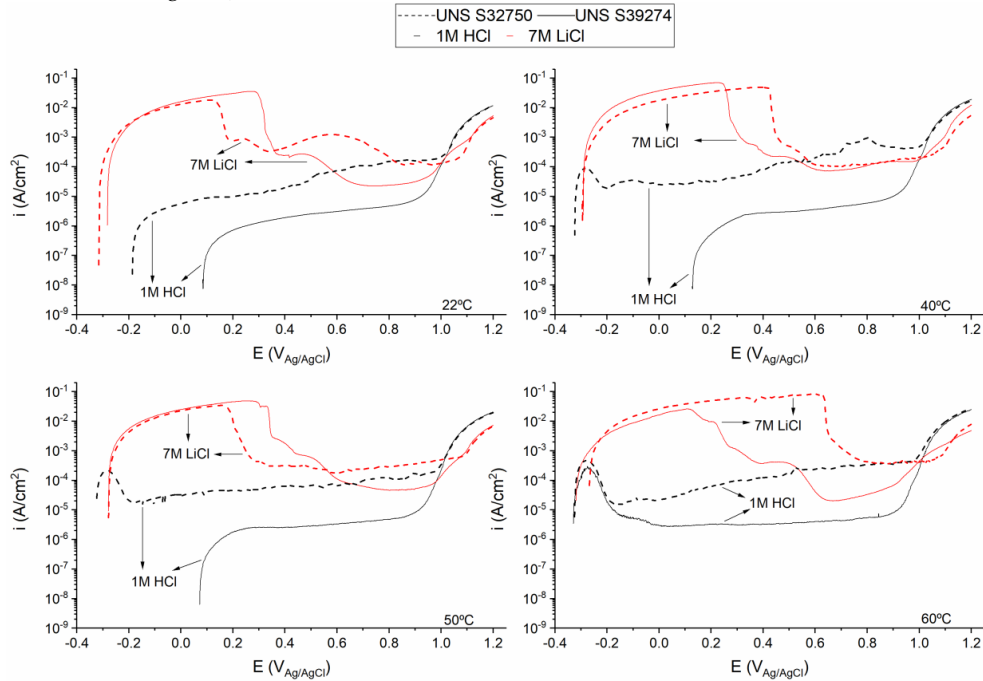 UNS S32750 UNS S39274
1M HCl 7M LiCl
i (A/cm²)
10⁻¹
10⁻²
10⁻³
10⁻⁴
10⁻⁵
10⁻⁶
10⁻⁷
10⁻⁸
10⁻⁹
7M LiCl
1M HCl
22ºC
-0.4 -0.2 0.0 0.2 0.4 0.6 0.8 1.0 1.2
E (V_Ag/AgCl)
i (A/cm²)
10⁻¹
10⁻²
10⁻³
10⁻⁴
10⁻⁵
10⁻⁶
10⁻⁷
10⁻⁸
10⁻⁹
7M LiCl
1M HCl
40ºC
-0.4 -0.2 0.0 0.2 0.4 0.6 0.8 1.0 1.2
E (V_Ag/AgCl)
i (A/cm²)
10⁻¹
10⁻²
10⁻³
10⁻⁴
10⁻⁵
10⁻⁶
10⁻⁷
10⁻⁸
10⁻⁹
7M LiCl
1M HCl
50ºC
-0.4 -0.2 0.0 0.2 0.4 0.6 0.8 1.0 1.2
E (V_Ag/AgCl)
i (A/cm²)
10⁻¹
10⁻²
10⁻³
10⁻⁴
10⁻⁵
10⁻⁶
10⁻⁷
10⁻⁸
10⁻⁹
7M LiCl
1M HCl
60ºC
-0.4 -0.2 0.0 0.2 0.4 0.6 0.8 1.0 1.2
E (V_Ag/AgCl)